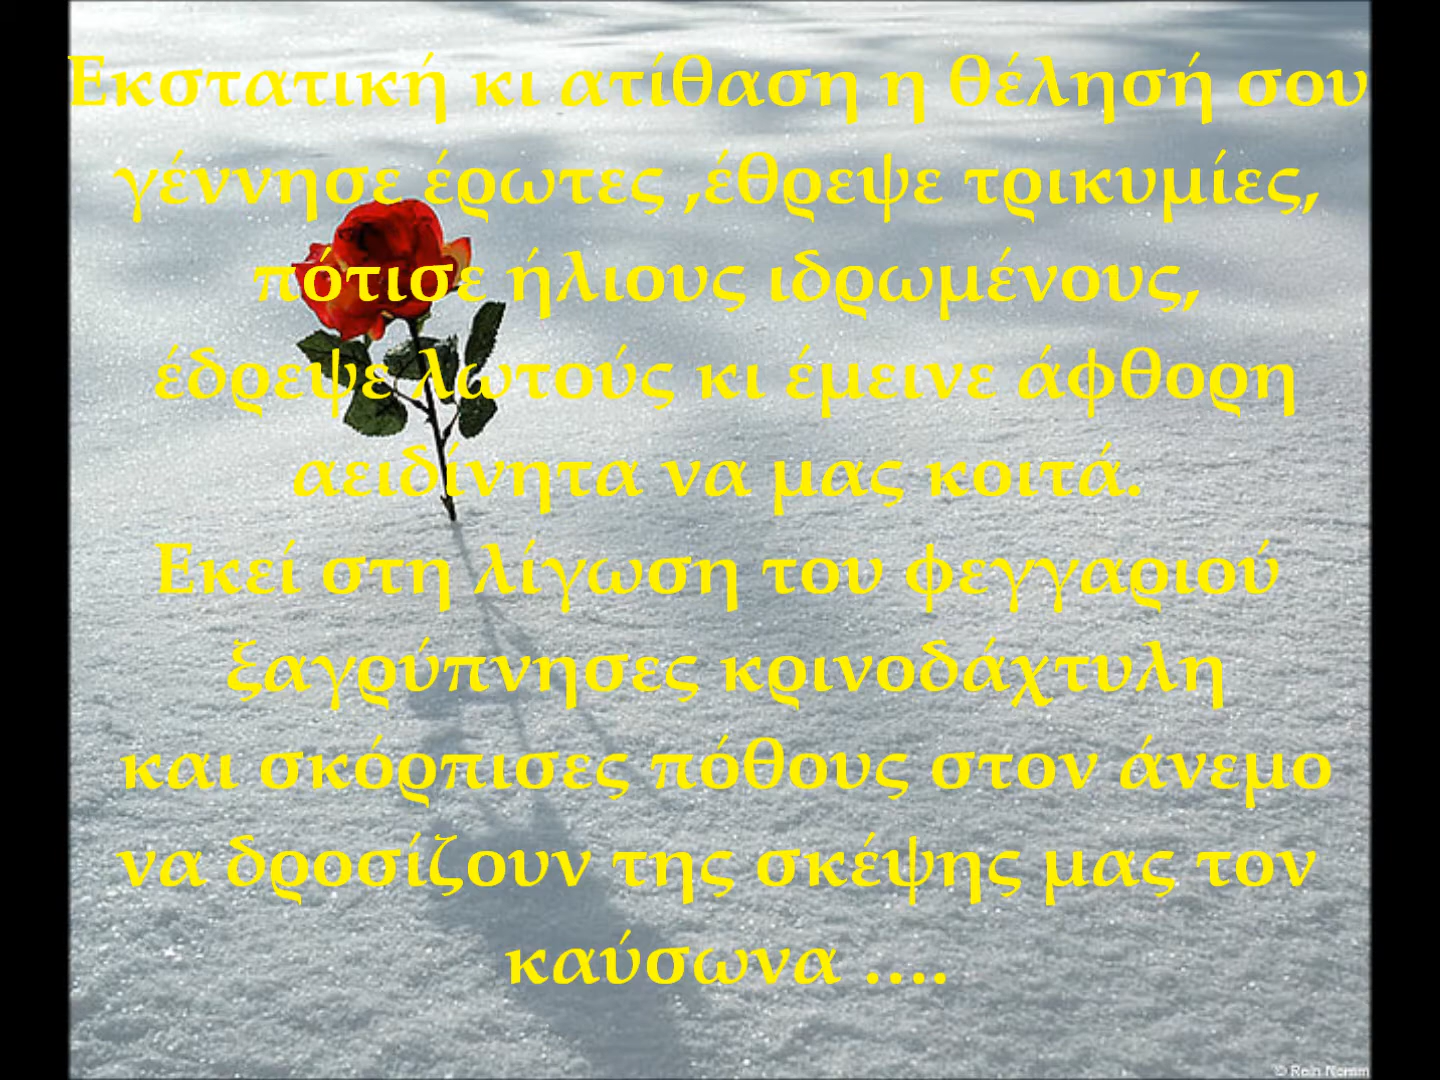 Εκστατική κι ατίθαση η θέλησή σου
γέννησε έρωτες ,έθρεψε τρικυμίες,
πότισε ήλιους ιδρωμένους,
έδρεψε λωτούς κι έμεινε άφθορη
αειδίνητα να μας κοιτά.
Εκεί στη λίγωση του φεγγαριού
ξαγρύπνησες κρινοδάχτυλη
και σκόρπισες πόθους στον άνεμο
να δροσίζουν της σκέψης μας τον
καύσωνα ….
© Rein Nomm